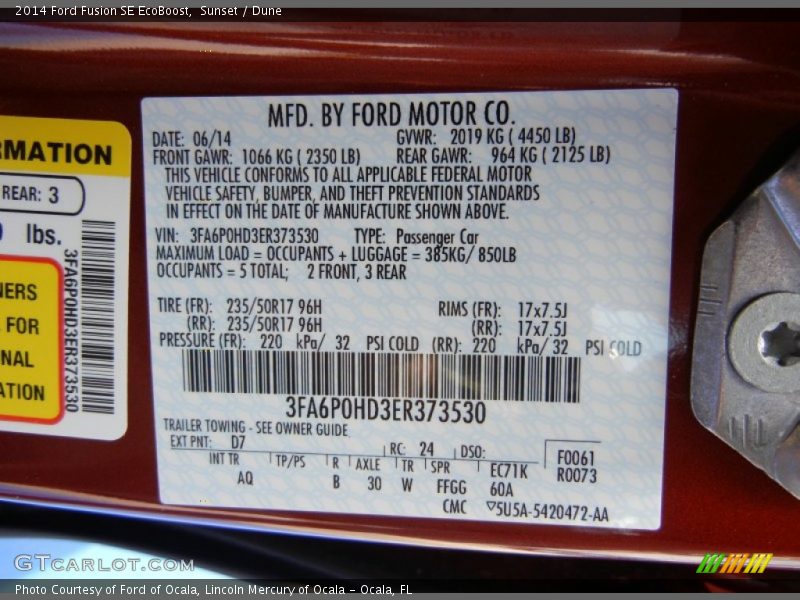 2014 Ford Fusion SE EcoBoost,  Sunset / Dune
RMATION
REAR: 3
lbs.
NERS
FOR
NAL
ATION
3FA6P0HD3ER373530
MFD. BY FORD MOTOR CO.
DATE: 06/14 GVWR: 2019 KG ( 4450 LB)
FRONT GAWR: 1066 KG ( 2350 LB) REAR GAWR: 964 KG ( 2125 LB)
THIS VEHICLE CONFORMS TO ALL APPLICABLE FEDERAL MOTOR
VEHICLE SAFETY, BUMPER, AND THEFT PREVENTION STANDARDS
IN EFFECT ON THE DATE OF MANUFACTURE SHOWN ABOVE.
VIN: 3FA6P0HD3ER373530 TYPE: Passenger Car
MAXIMUM LOAD = OCCUPANTS + LUGGAGE = 385KG/ 850LB
OCCUPANTS = 5 TOTAL; 2 FRONT, 3 REAR
TIRE (FR): 235/50R17 96H RIMS (FR): 17x7.5J
(RR): 235/50R17 96H (RR): 17x7.5J
PRESSURE (FR): 220 kPa/ 32 PSI COLD (RR): 220 kPa/ 32 PSI COLD
3FA6P0HD3ER373530
TRAILER TOWING - SEE OWNER GUIDE
EXT PNT: D7 RC: 24 DSO: F0061
INT TR TP/PS R AXLE TR SPR EC71K R0073
AQ B 30 W FFGG 60A
CMC ▽5U5A-5420472-AA
GTCARLOT.COM
Photo Courtesy of Ford of Ocala, Lincoln Mercury of Ocala - Ocala, FL